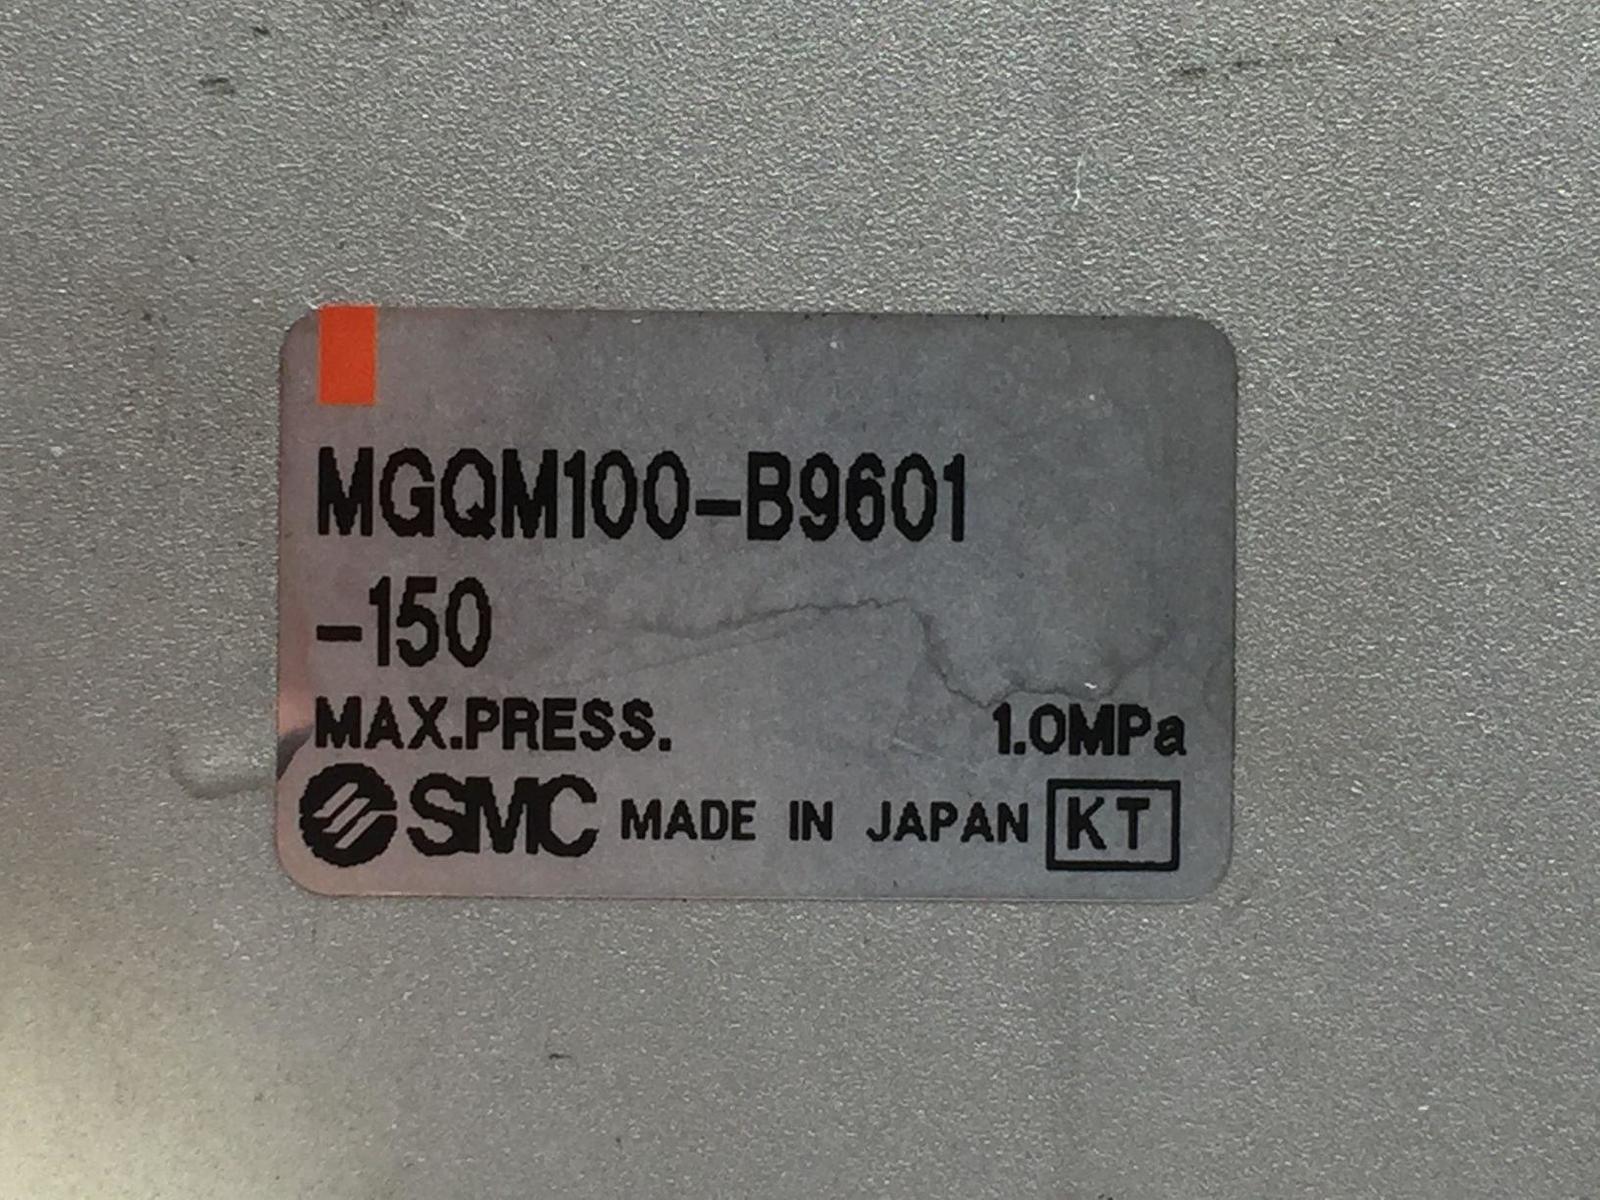 MGQM100-B9601
-150
MAX.PRESS. 1.0MPa
SMC MADE IN JAPAN KT